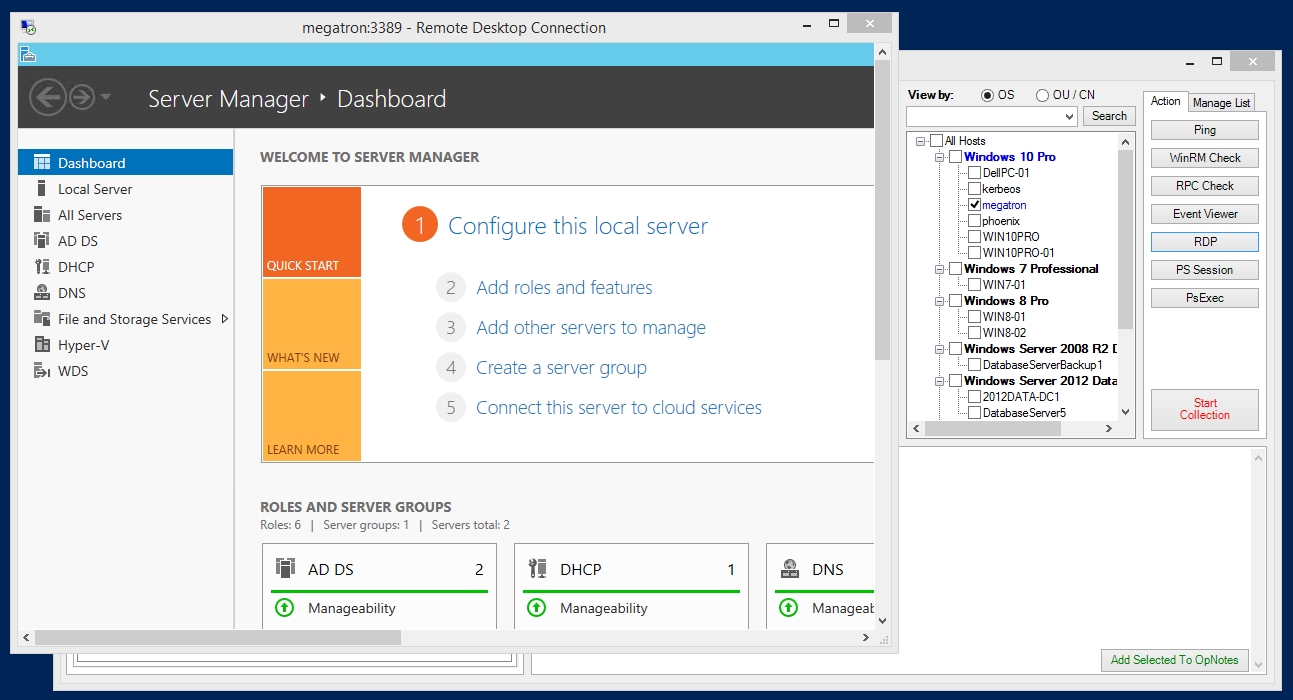 megatron:3389 - Remote Desktop Connection
Server Manager ‣ Dashboard
Dashboard
Local Server
All Servers
AD DS
DHCP
DNS
File and Storage Services
Hyper-V
WDS
WELCOME TO SERVER MANAGER
QUICK START
WHAT'S NEW
LEARN MORE
1 Configure this local server
2 Add roles and features
3 Add other servers to manage
4 Create a server group
5 Connect this server to cloud services
ROLES AND SERVER GROUPS
Roles: 6 | Server groups: 1 | Servers total: 2
AD DS 2
Manageability
DHCP 1
Manageability
DNS
Manageab
View by: OS OU / CN
Search
All Hosts
Windows 10 Pro
DellPC-01
kerbeos
megatron
phoenix
WIN10PRO
WIN10PRO-01
Windows 7 Professional
WIN7-01
Windows 8 Pro
WIN8-01
WIN8-02
Windows Server 2008 R2 D
DatabaseServerBackup1
Windows Server 2012 Data
2012DATA-DC1
DatabaseServer5
Action
Manage List
Ping
WinRM Check
RPC Check
Event Viewer
RDP
PS Session
PsExec
Start
Collection
Add Selected To OpNotes